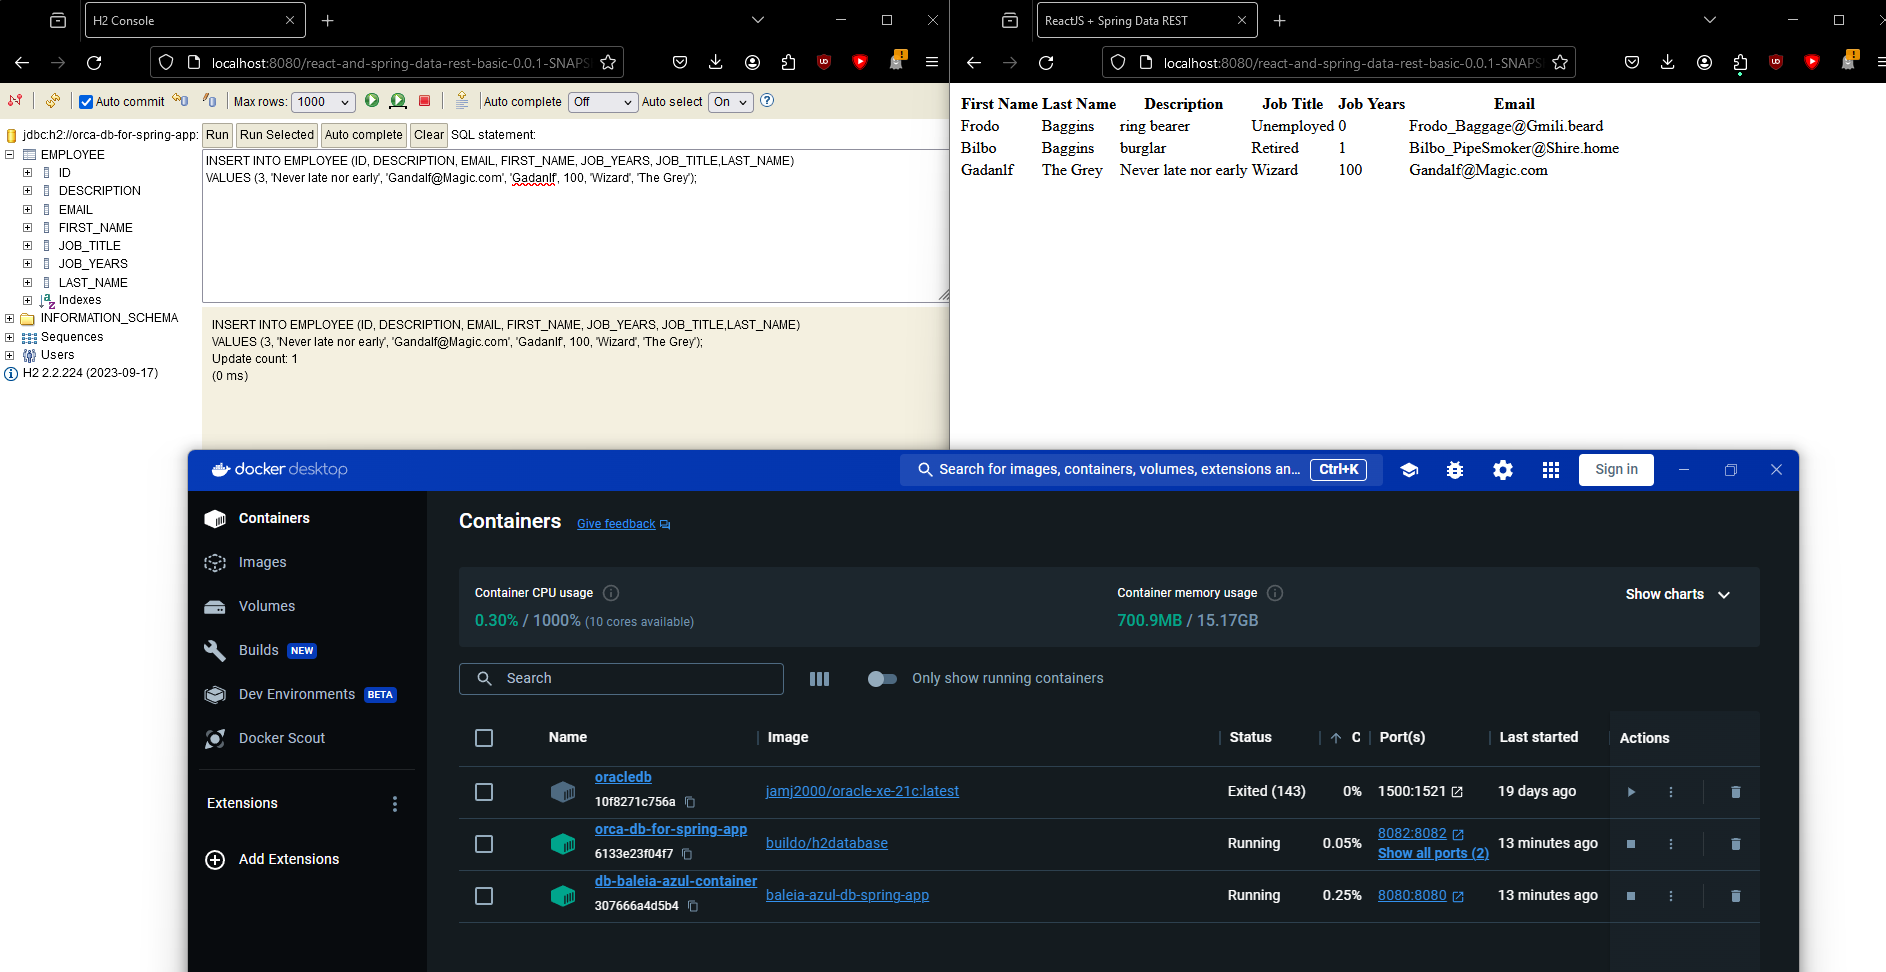 H2 Console
localhost:8080/react-and-spring-data-rest-basic-0.0.1-SNAPS
Auto commit
Max rows: 1000
Auto complete Off
Auto select On
jdbc:h2://orca-db-for-spring-app:
EMPLOYEE
ID
DESCRIPTION
EMAIL
FIRST_NAME
JOB_TITLE
JOB_YEARS
LAST_NAME
Indexes
INFORMATION_SCHEMA
Sequences
Users
H2 2.2.224 (2023-09-17)
Run Run Selected Auto complete Clear SQL statement:
INSERT INTO EMPLOYEE (ID, DESCRIPTION, EMAIL, FIRST_NAME, JOB_YEARS, JOB_TITLE,LAST_NAME)
VALUES (3, 'Never late nor early', 'Gandalf@Magic.com', 'Gadanlf', 100, 'Wizard', 'The Grey');
INSERT INTO EMPLOYEE (ID, DESCRIPTION, EMAIL, FIRST_NAME, JOB_YEARS, JOB_TITLE,LAST_NAME)
VALUES (3, 'Never late nor early', 'Gandalf@Magic.com', 'Gadanlf', 100, 'Wizard', 'The Grey');
Update count: 1
(0 ms)
ReactJS + Spring Data REST
localhost:8080/react-and-spring-data-rest-basic-0.0.1-SNAPS
First Name Last Name Description Job Title Job Years Email
Frodo Baggins ring bearer Unemployed 0 Frodo_Baggage@Gmili.beard
Bilbo Baggins burglar Retired 1 Bilbo_PipeSmoker@Shire.home
Gadanlf The Grey Never late nor early Wizard 100 Gandalf@Magic.com
docker desktop
Search for images, containers, volumes, extensions an... Ctrl+K
Sign in
Containers
Images
Volumes
Builds NEW
Dev Environments BETA
Docker Scout
Extensions
Add Extensions
Containers Give feedback
Container CPU usage
0.30% / 1000% (10 cores available)
Container memory usage
700.9MB / 15.17GB
Show charts
Search
Only show running containers
Name Image Status C Port(s) Last started Actions
oracledb
10f8271c756a
jamj2000/oracle-xe-21c:latest Exited (143) 0% 1500:1521 19 days ago
orca-db-for-spring-app
6133e23f04f7
buildo/h2database Running 0.05% 8082:8082
Show all ports (2)
13 minutes ago
db-baleia-azul-container
307666a4d5b4
baleia-azul-db-spring-app Running 0.25% 8080:8080 13 minutes ago